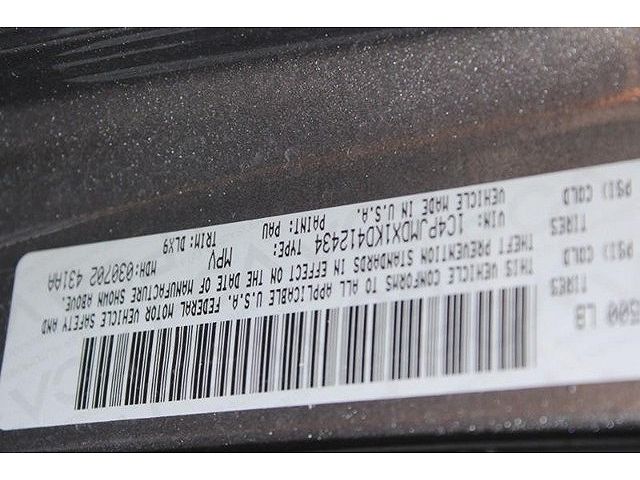 500 LB
TIRES
PSI) COLD
TIRES
PSI) COLD
THIS VEHICLE CONFORMS TO ALL APPLICABLE U.S.A. FEDERAL MOTOR VEHICLE SAFETY AND
THEFT PREVENTION STANDARDS IN EFFECT ON THE DATE OF MANUFACTURE SHOWN ABOVE.
VIN: 1C4PJMDX1KD412434 TYPE: MPV MDH:030702 431AA
VEHICLE MADE IN U.S.A. PAINT: PAU TRIM: DLX9